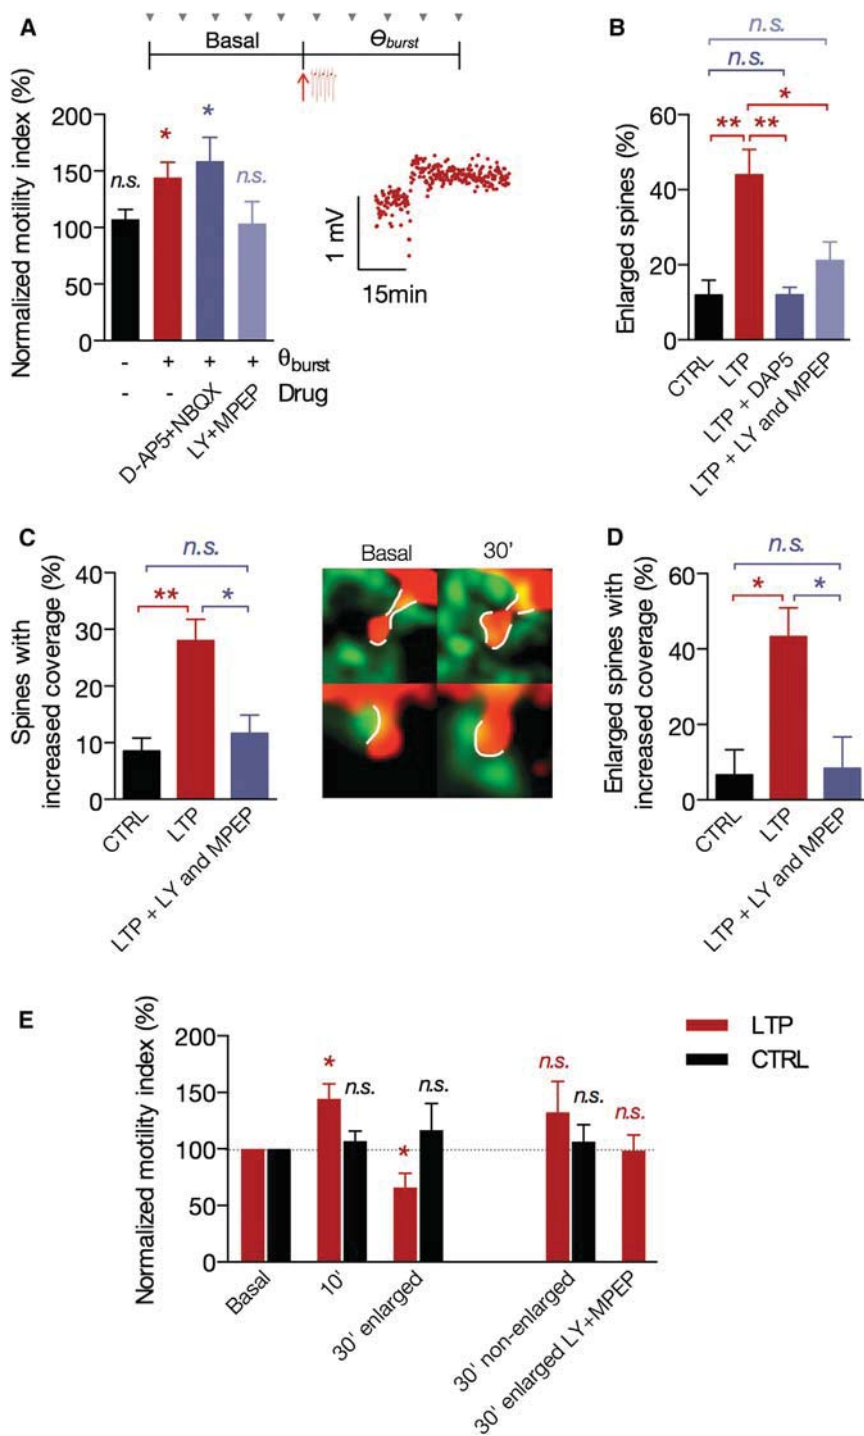 A
Basal
Θburst
Normalized motility index (%)
200
150
100
50
0
n.s.
*
*
n.s.
- + + + θburst
- - D-AP5+NBQX LY+MPEP Drug
1 mV
15min
B
n.s.
n.s.
*
** **
Enlarged spines (%)
60
40
20
0
CTRL
LTP
LTP + DAP5
LTP + LY and MPEP
C
n.s.
** *
Spines with
increased coverage (%)
40
30
20
10
0
CTRL
LTP
LTP + LY and MPEP
Basal 30'
D
n.s.
* *
Enlarged spines with
increased coverage (%)
60
40
20
0
CTRL
LTP
LTP + LY and MPEP
E
LTP
CTRL
Normalized motility index (%)
200
150
100
50
0
* n.s. * n.s. n.s. n.s. n.s.
Basal
10'
30' enlarged
30' non-enlarged
30' enlarged LY+MPEP